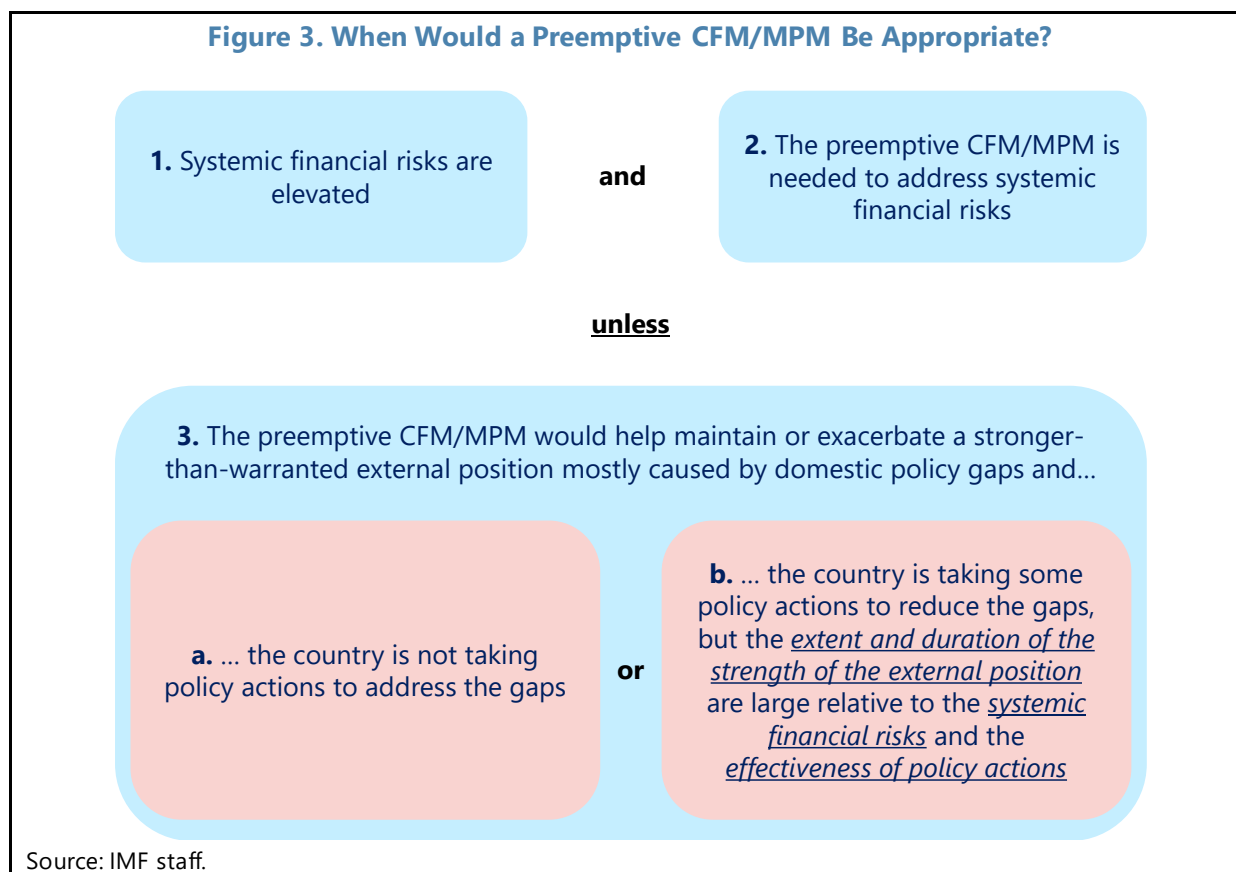 Figure 3. When Would a Preemptive CFM/MPM Be Appropriate?
1. Systemic financial risks are
elevated
and
2. The preemptive CFM/MPM is
needed to address systemic
financial risks
unless
3. The preemptive CFM/MPM would help maintain or exacerbate a stronger-
than-warranted external position mostly caused by domestic policy gaps and...
a. ... the country is not taking
policy actions to address the gaps
or
b. ... the country is taking some
policy actions to reduce the gaps,
but the extent and duration of the
strength of the external position
are large relative to the systemic
financial risks and the
effectiveness of policy actions
Source: IMF staff.